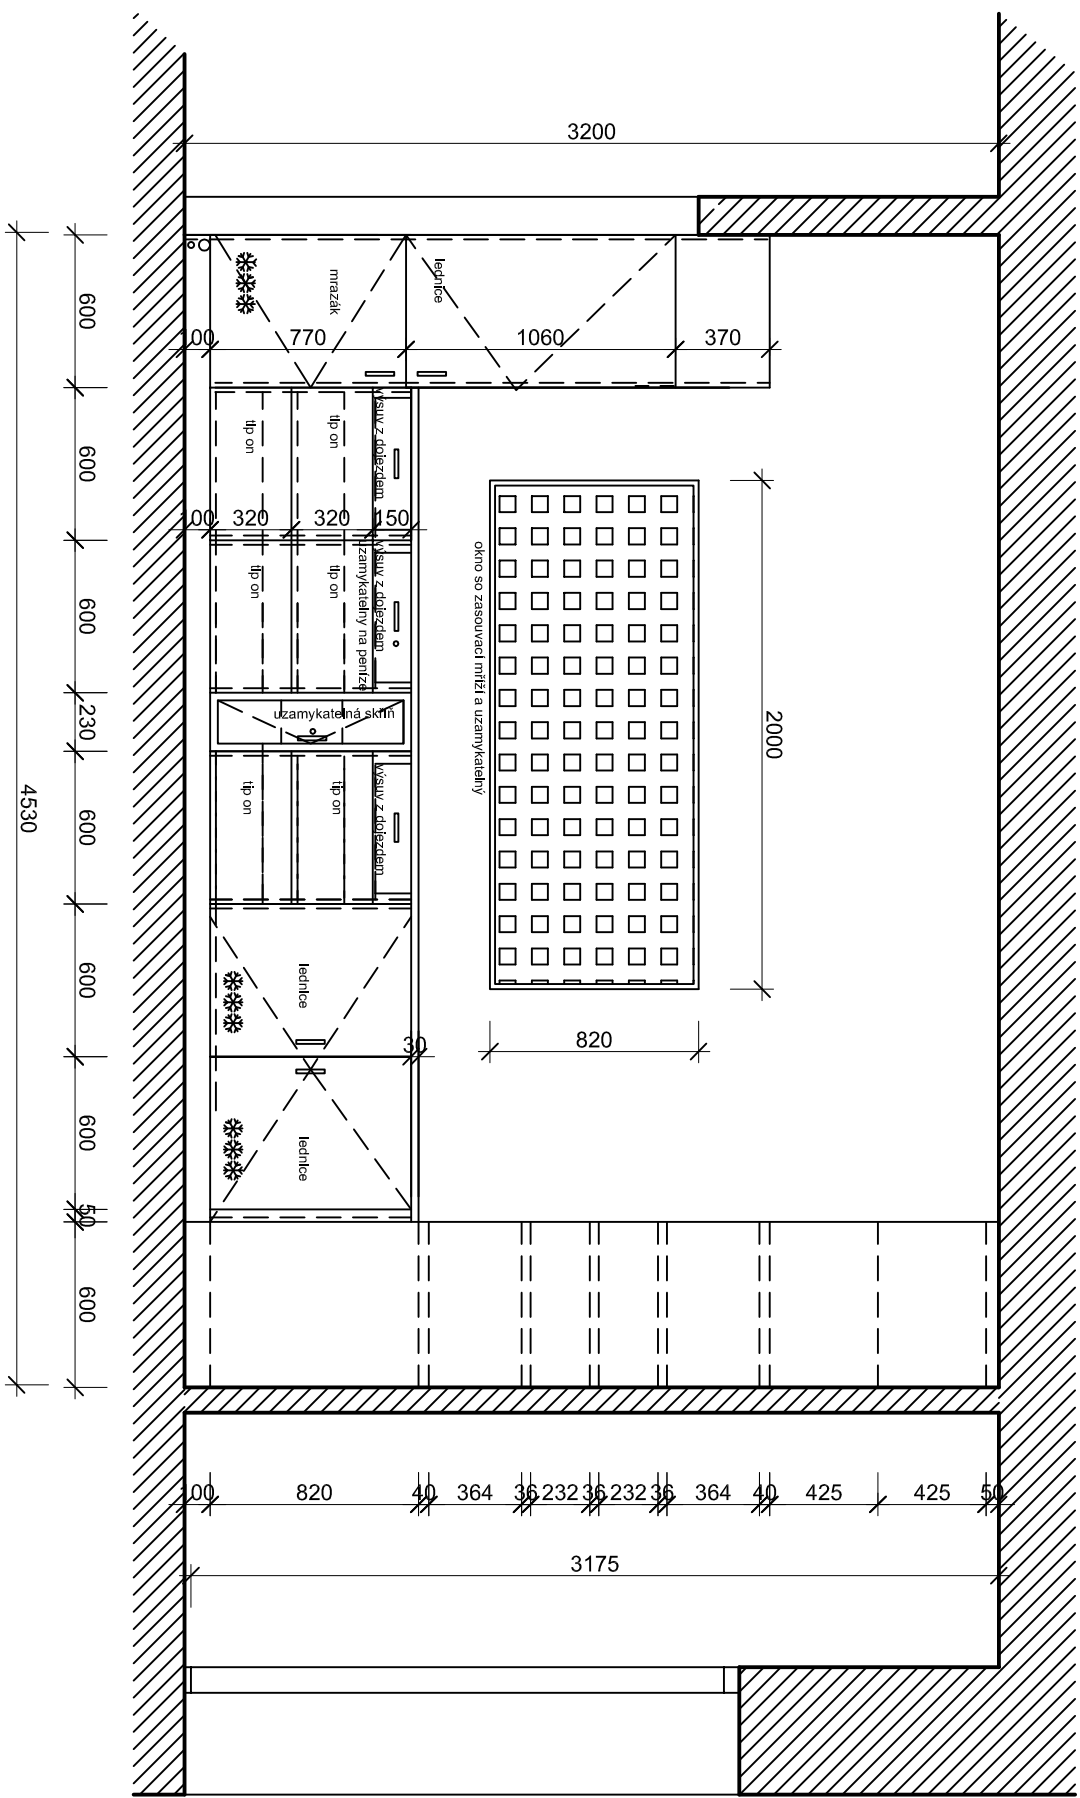 3200
600
600
600
230
600
600
600
50
600
4530
mrazák
lednice
100
770
1060
370
výsuv z dojezdem
tip on
tip on
100
320
320
150
výsuv z dojezdem
uzamykatelny na peníze
tip on
tip on
uzamykatelná skříň
výsuv z dojezdem
tip on
tip on
lednice
30
lednice
okno so zasouvací mříží a uzamykatelný
2000
820
100
820
40
364
36
232
36
232
36
364
40
425
425
50
3175